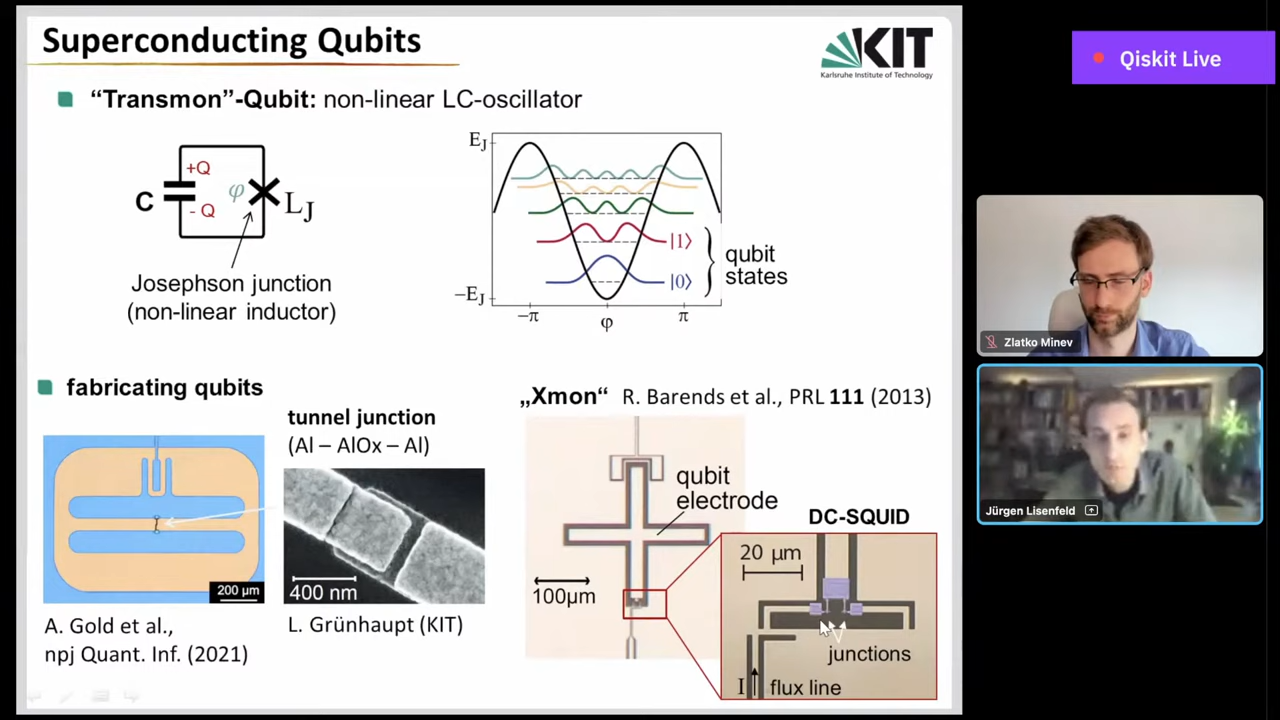 Superconducting Qubits
KIT
Karlsruhe Institute of Technology
Qiskit Live
“Transmon”-Qubit: non-linear LC-oscillator
C
+Q
- Q
φ
LJ
Josephson junction
(non-linear inductor)
EJ
−EJ
−π
φ
π
|1⟩
|0⟩
qubit
states
Zlatko Minev
Jürgen Lisenfeld
fabricating qubits
200 µm
A. Gold et al.,
npj Quant. Inf. (2021)
tunnel junction
(Al – AlOx – Al)
400 nm
L. Grünhaupt (KIT)
„Xmon“ R. Barends et al., PRL 111 (2013)
qubit
electrode
100µm
DC-SQUID
20 µm
junctions
I
flux line